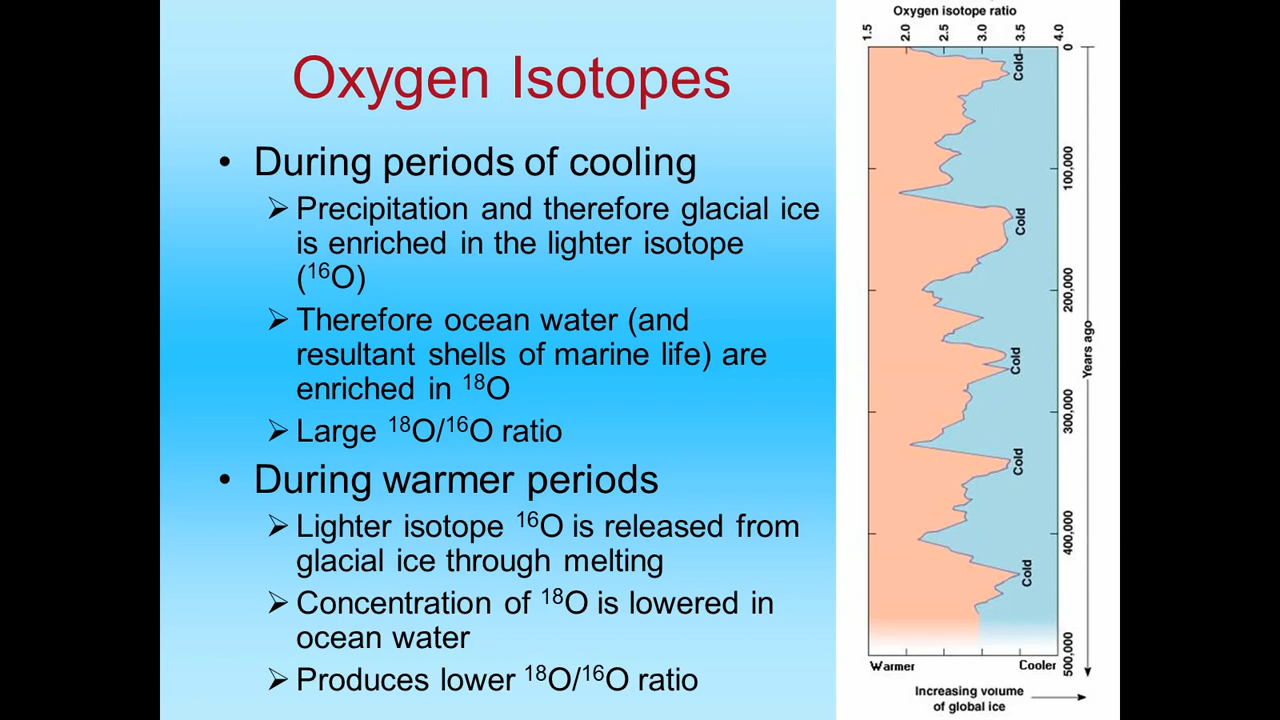 Oxygen Isotopes
• During periods of cooling
➢ Precipitation and therefore glacial ice
is enriched in the lighter isotope
(¹⁶O)
➢ Therefore ocean water (and
resultant shells of marine life) are
enriched in ¹⁸O
➢ Large ¹⁸O/¹⁶O ratio
• During warmer periods
➢ Lighter isotope ¹⁶O is released from
glacial ice through melting
➢ Concentration of ¹⁸O is lowered in
ocean water
➢ Produces lower ¹⁸O/¹⁶O ratio
Oxygen isotope ratio
1.5 2.0 2.5 3.0 3.5 4.0
0
Cold
100,000
Cold
200,000
Cold
Years ago
300,000
Cold
400,000
Cold
500,000
Warmer Cooler
Increasing volume
of global ice